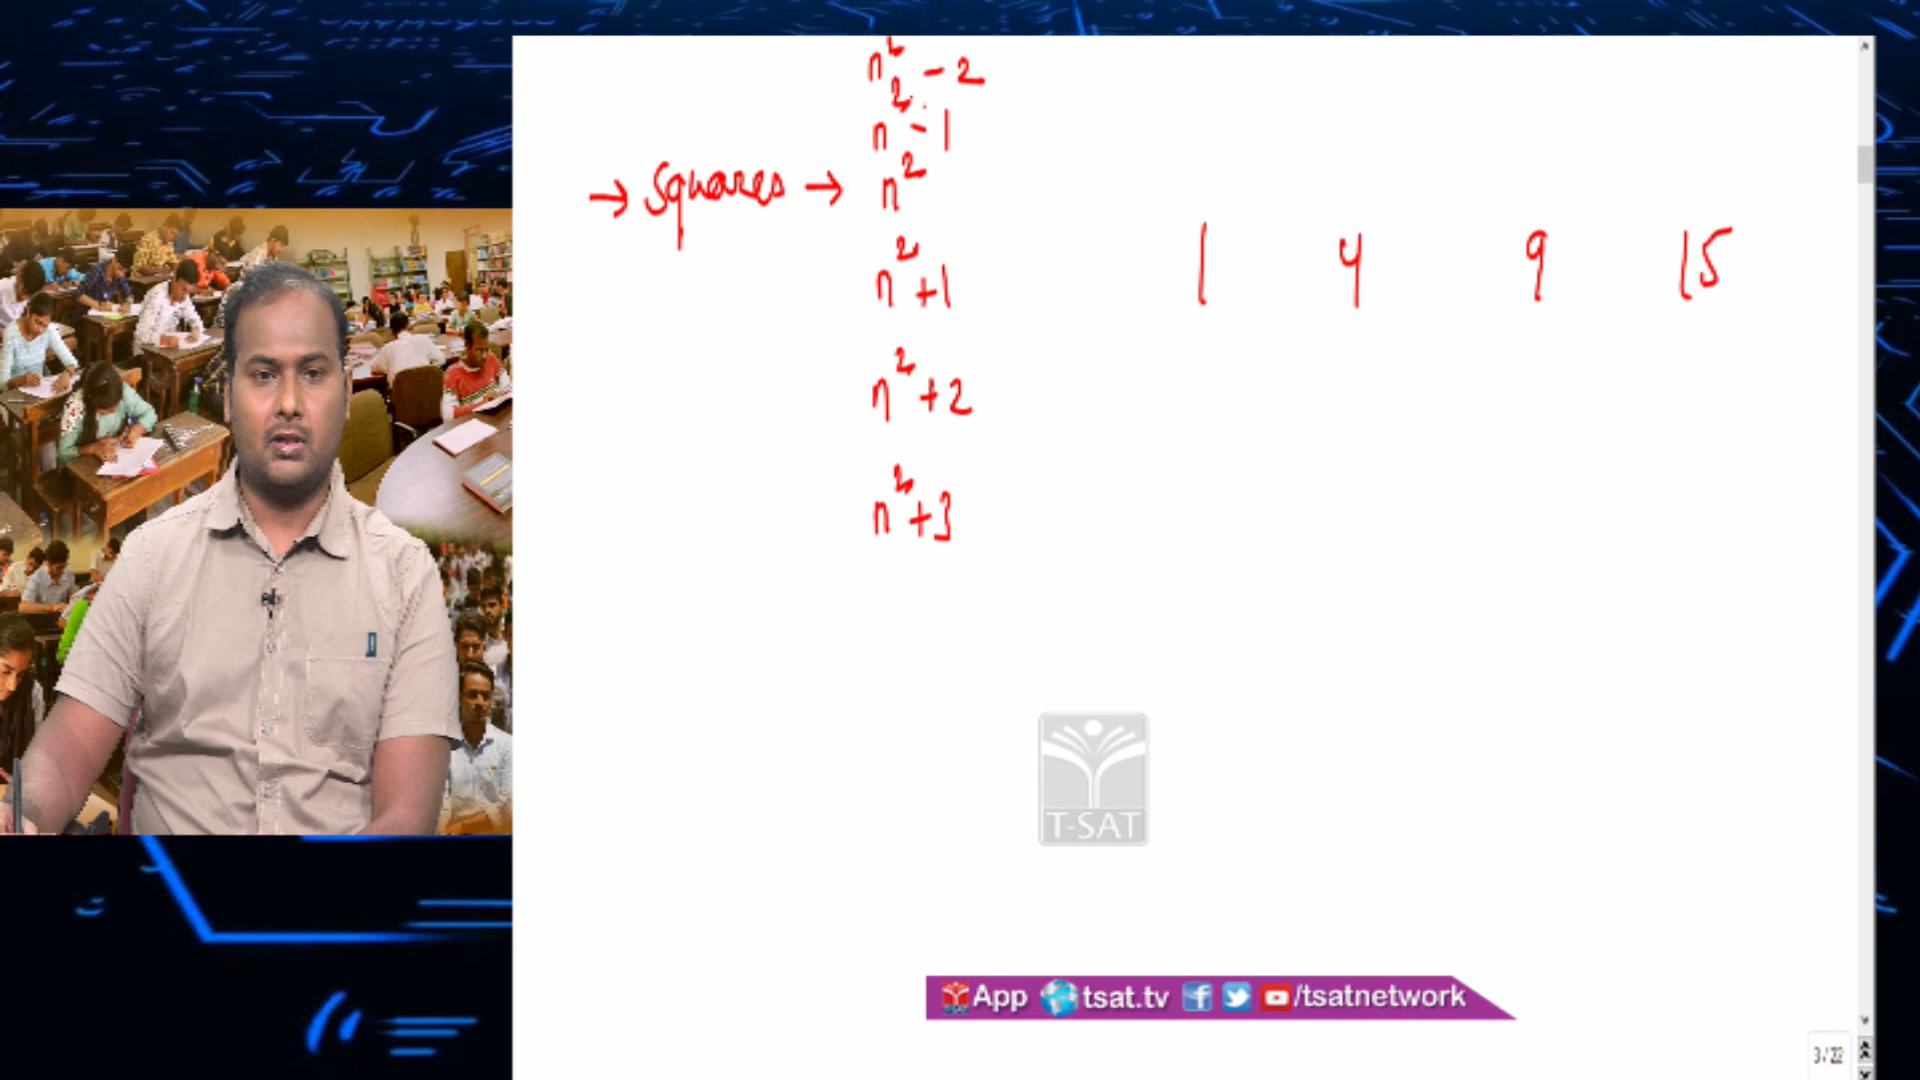 n² - 2
n² - 1
→ Squares → n²
n² + 1
1 4 9 15
n² + 2
n² + 3
T-SAT
App tsat.tv /tsatnetwork
3 / 22